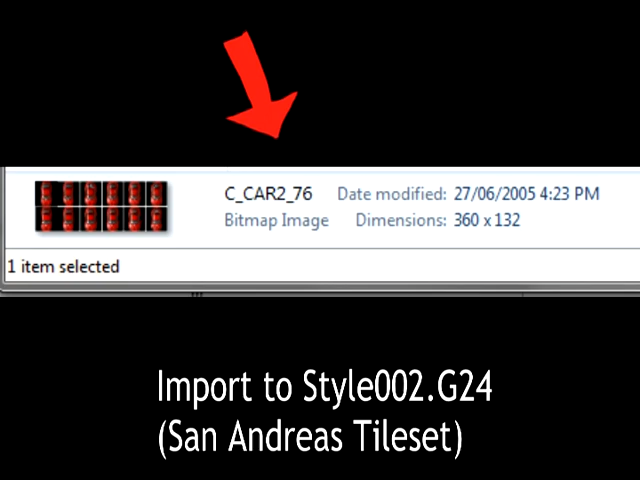 C_CAR2_76 Date modified: 27/06/2005 4:23 PM
Bitmap Image Dimensions: 360 x 132
1 item selected
Import to Style002.G24
(San Andreas Tileset)